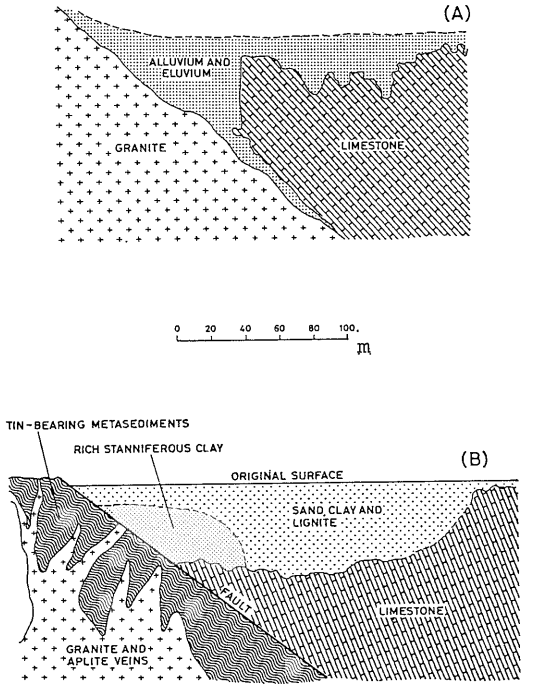 (A)
ALLUVIUM AND
ELUVIUM
GRANITE
LIMESTONE
0 20 40 60 80 100.
m
TIN-BEARING METASEDIMENTS
RICH STANNIFEROUS CLAY
(B)
ORIGINAL SURFACE
SAND, CLAY AND
LIGNITE
FAULT
LIMESTONE
GRANITE AND
APLITE VEINS